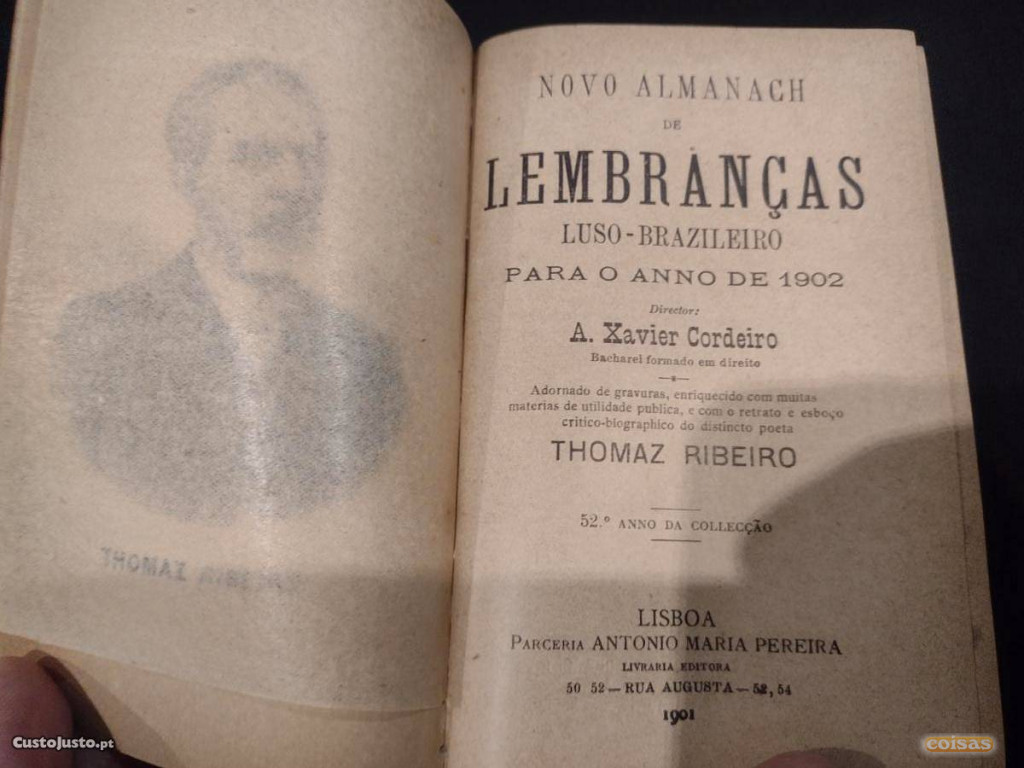 THOMAZ RIBEIRO
NOVO ALMANACH
DE
LEMBRANÇAS
LUSO-BRAZILEIRO
PARA O ANNO DE 1902
Director:
A. Xavier Cordeiro
Bacharel formado em direito
Adornado de gravuras, enriquecido com muitas
materias de utilidade publica, e com o retrato e esboço
critico-biographico do distincto poeta
THOMAZ RIBEIRO
52.º ANNO DA COLLECÇÃO
LISBOA
PARCERIA ANTONIO MARIA PEREIRA
LIVRARIA EDITORA
50 52 — RUA AUGUSTA — 52, 54
1901
CustoJusto.pt
coisas